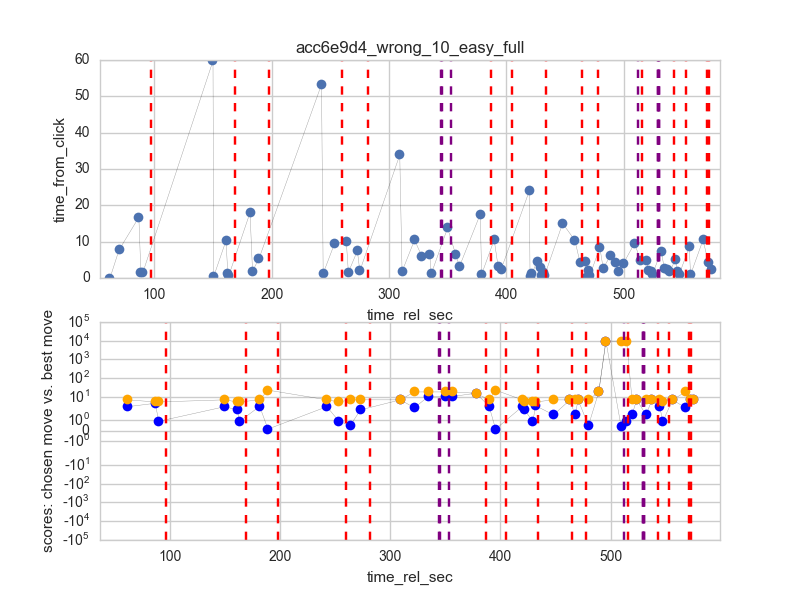 acc6e9d4_wrong_10_easy_full
time_from_click
60
50
40
30
20
10
0
100 200 300 400 500
time_rel_sec
scores: chosen move vs. best move
10^5
10^4
10^3
10^2
10^1
10^0
0
-10^0
-10^1
-10^2
-10^3
-10^4
-10^5
100 200 300 400 500
time_rel_sec